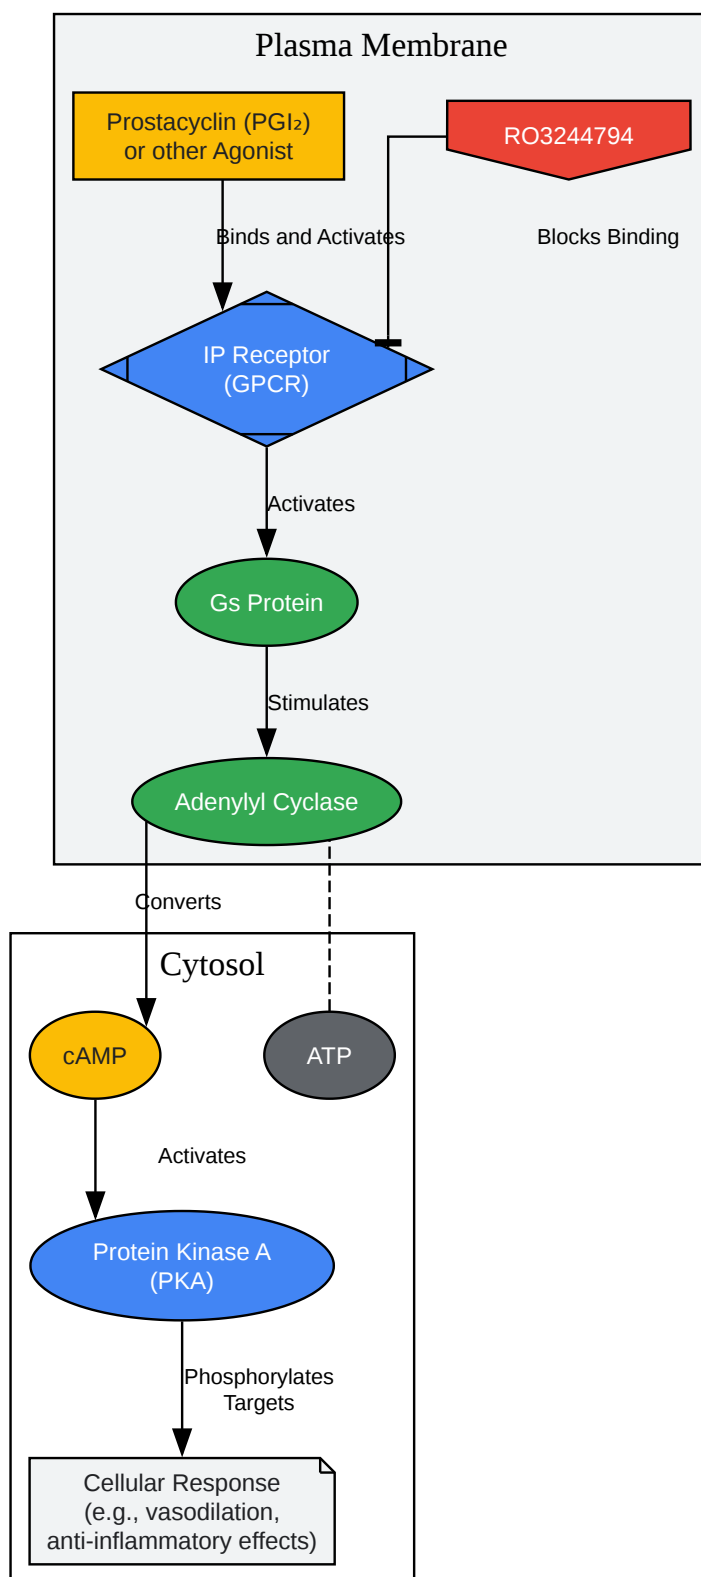 Plasma Membrane
Prostacyclin (PGI₂)
or other Agonist
RO3244794
Binds and Activates
Blocks Binding
IP Receptor
(GPCR)
Activates
Gs Protein
Stimulates
Adenylyl Cyclase
Converts
Cytosol
cAMP
ATP
Activates
Protein Kinase A
(PKA)
Phosphorylates
Targets
Cellular Response
(e.g., vasodilation,
anti-inflammatory effects)